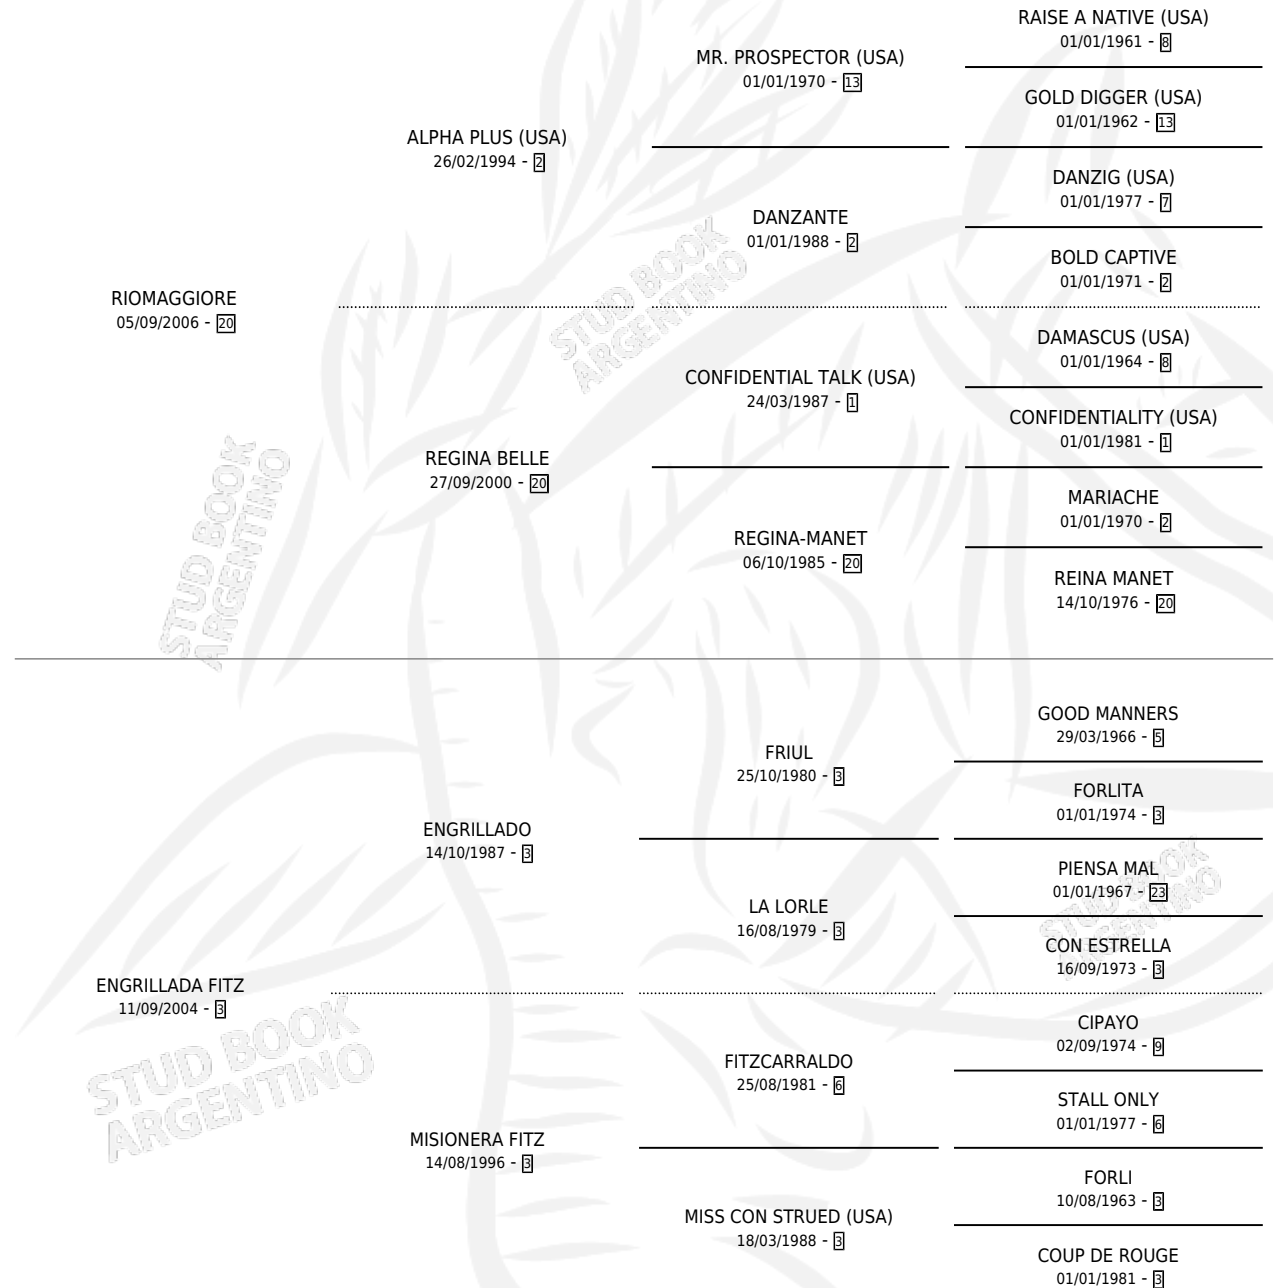 RAISE A NATIVE (USA)
01/01/1961 - 8
MR. PROSPECTOR (USA)
01/01/1970 - 13
GOLD DIGGER (USA)
01/01/1962 - 13
ALPHA PLUS (USA)
26/02/1994 - 2
DANZIG (USA)
01/01/1977 - 7
DANZANTE
01/01/1988 - 2
BOLD CAPTIVE
01/01/1971 - 2
STUD BOOK
ARGENTINO
RIOMAGGIORE
05/09/2006 - 20
DAMASCUS (USA)
01/01/1964 - 8
CONFIDENTIAL TALK (USA)
24/03/1987 - 1
CONFIDENTIALITY (USA)
01/01/1981 - 1
REGINA BELLE
27/09/2000 - 20
MARIACHE
01/01/1970 - 2
REGINA-MANET
06/10/1985 - 20
REINA MANET
14/10/1976 - 20
STUD BOOK
ARGENTINO
GOOD MANNERS
29/03/1966 - 5
FRIUL
25/10/1980 - 3
FORLITA
01/01/1974 - 3
ENGRILLADO
14/10/1987 - 3
PIENSA MAL
01/01/1967 - 23
LA LORLE
16/08/1979 - 3
CON ESTRELLA
16/09/1973 - 3
STUD BOOK
ARGENTINO
ENGRILLADA FITZ
11/09/2004 - 3
CIPAYO
02/09/1974 - 9
FITZCARRALDO
25/08/1981 - 6
STALL ONLY
01/01/1977 - 6
STUD BOOK
ARGENTINO
MISIONERA FITZ
14/08/1996 - 3
FORLI
10/08/1963 - 3
MISS CON STRUED (USA)
18/03/1988 - 3
COUP DE ROUGE
01/01/1981 - 3